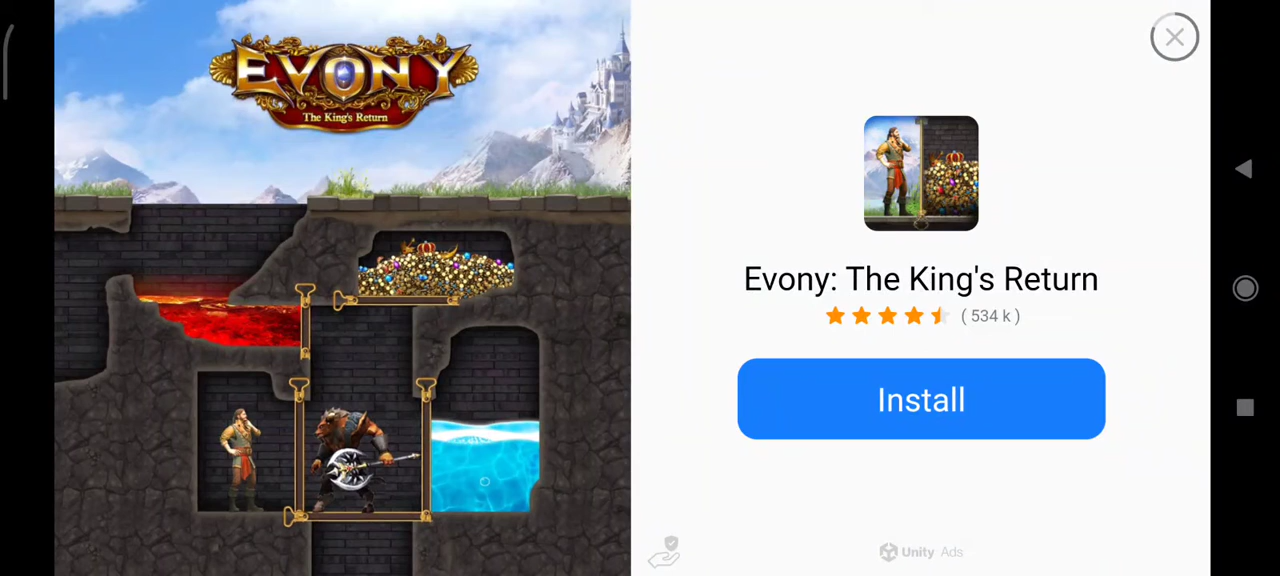 EVONY
The King's Return
Evony: The King's Return
( 534 k )
Install
Unity Ads